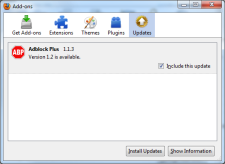 Add-ons
Get Add-ons Extensions Themes Plugins Updates
ABP
Adblock Plus 1.1.3
Version 1.2 is available.
Include this update
Install Updates Show Information